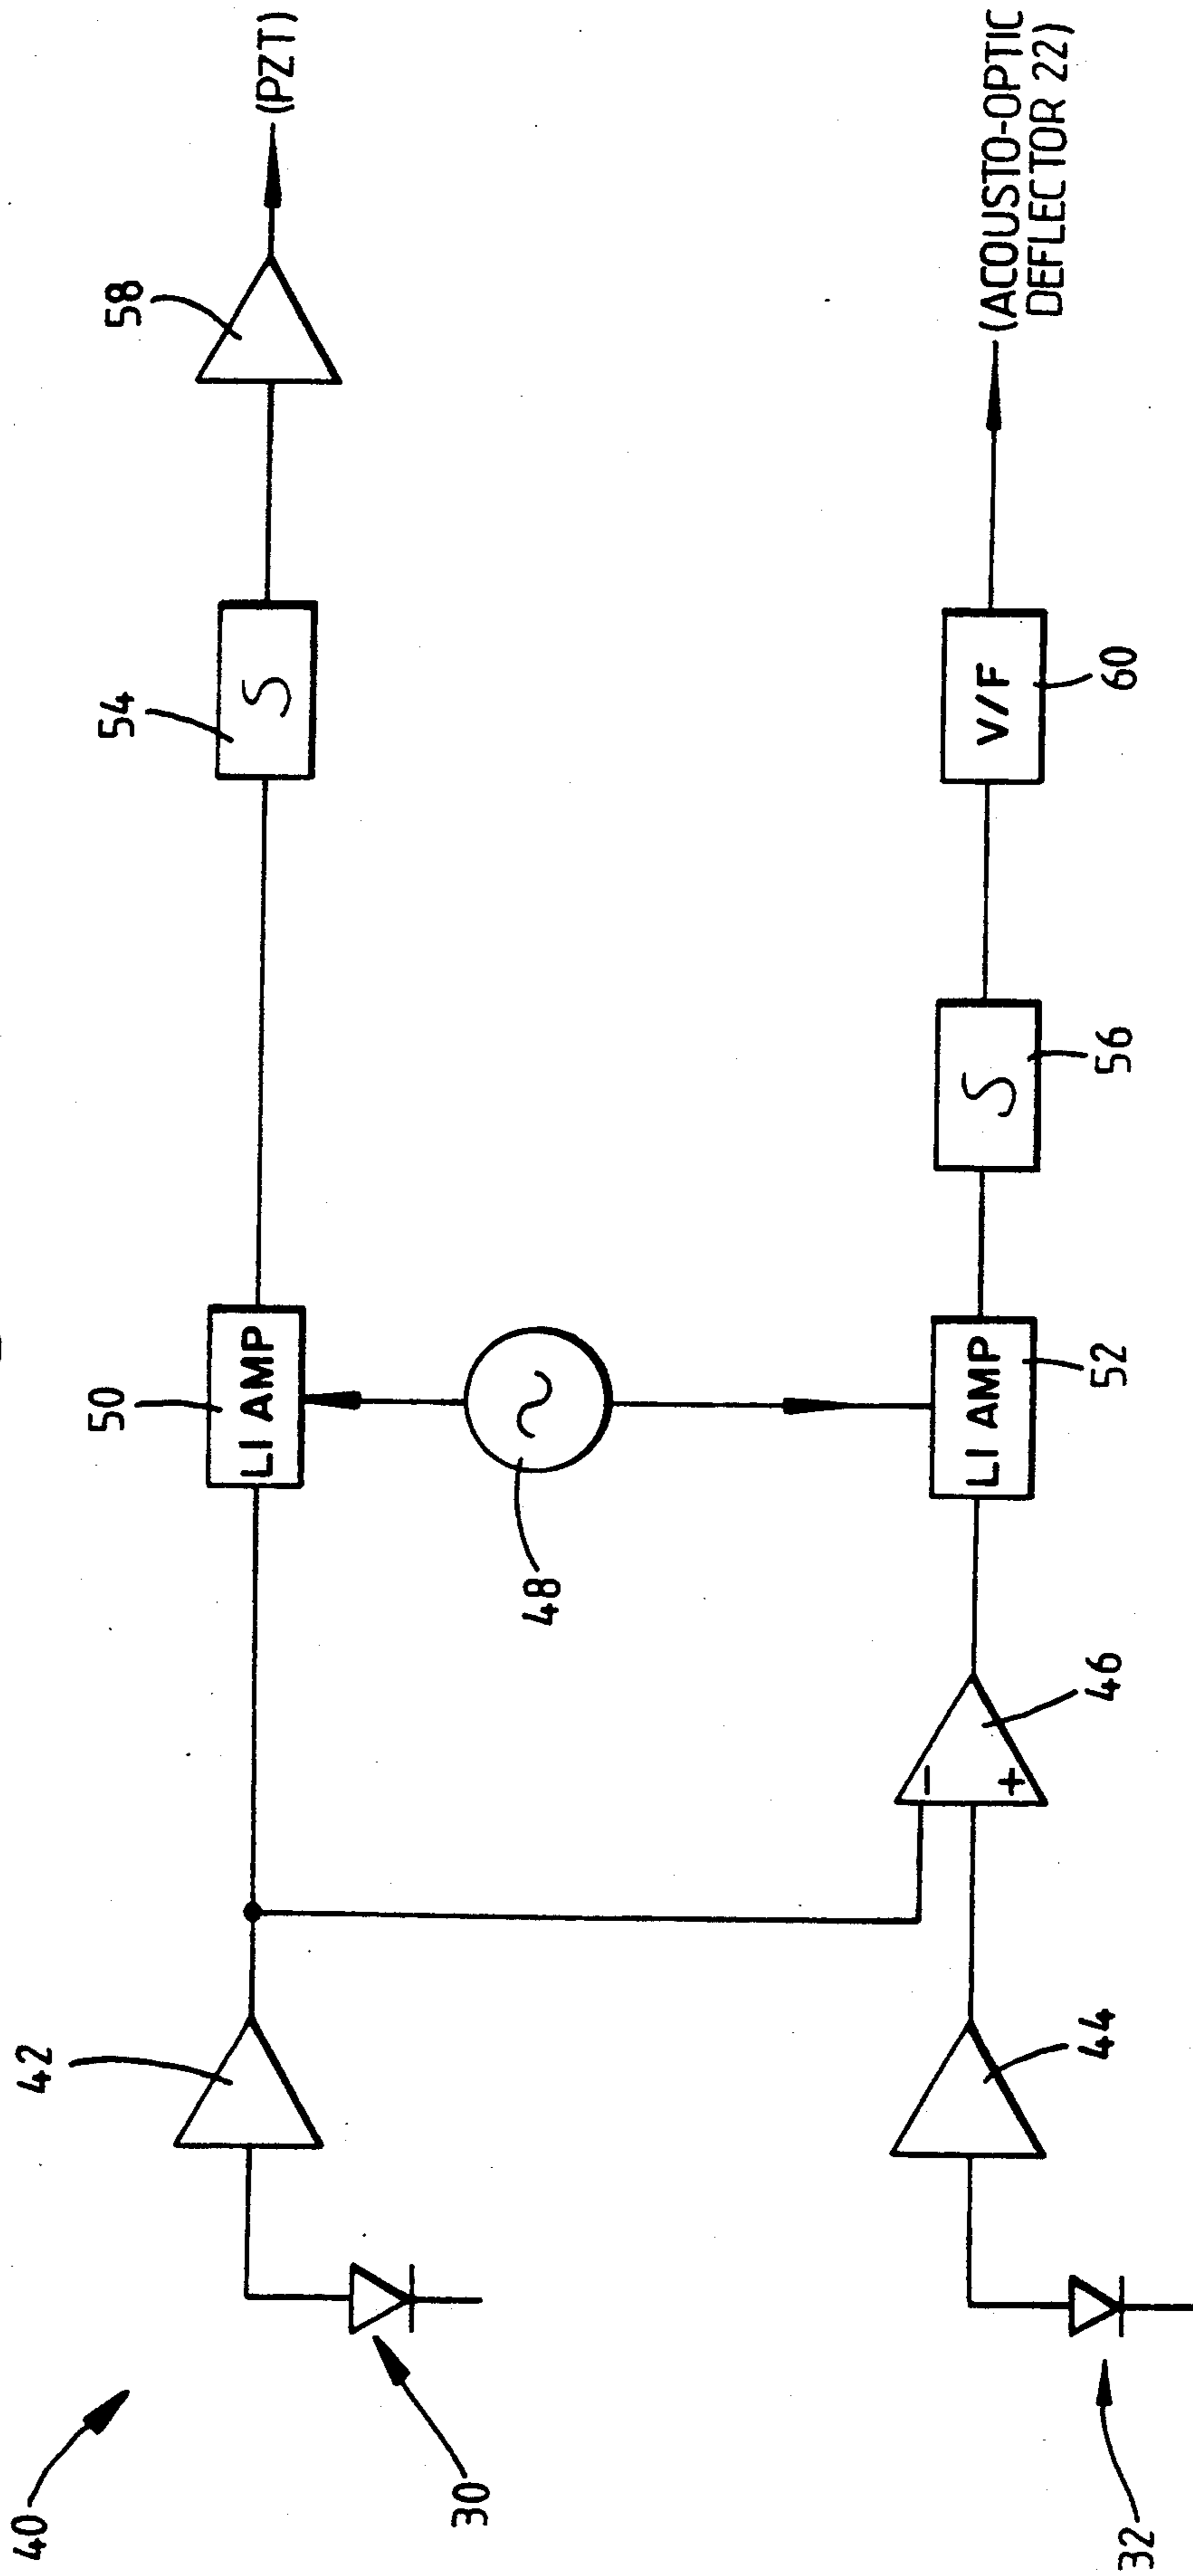 40
30
42
50
LI AMP
54
∫
58
(PZT)
48
32
44
46
−
+
52
LI AMP
56
∫
60
V/F
(ACOUSTO-OPTIC
DEFLECTOR 22)